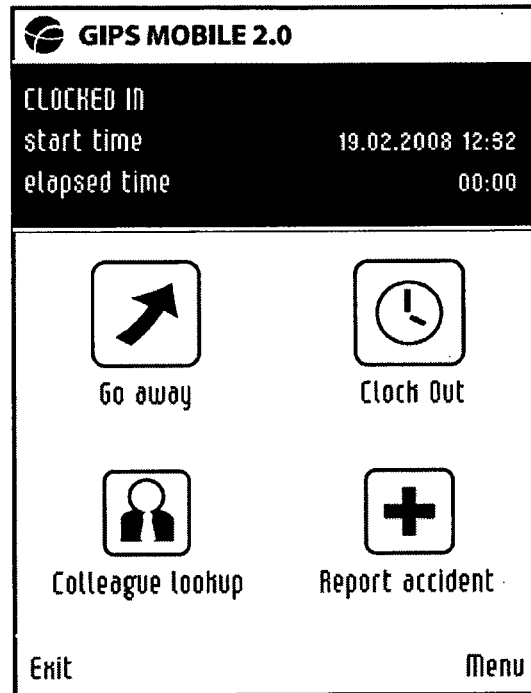 GIPS MOBILE 2.0
CLOCKED IN
start time 19.02.2008 12:32
elapsed time 00:00
Go away Clock Out
Colleague lookup Report accident
Exit Menu